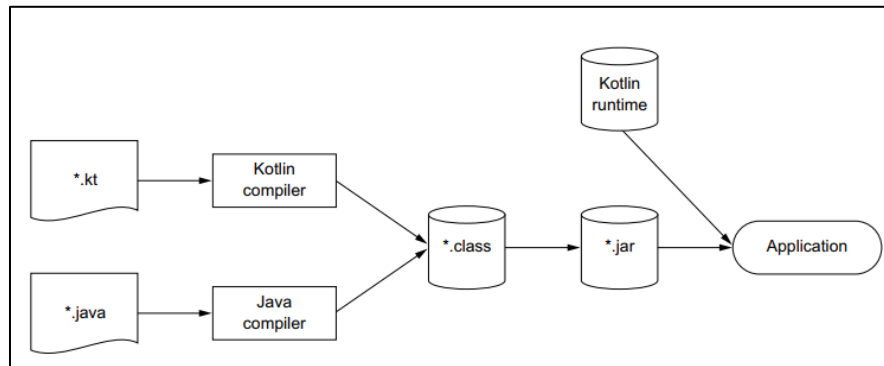 Kotlin
runtime
*.kt
Kotlin
compiler
*.class
*.jar
Application
*.java
Java
compiler